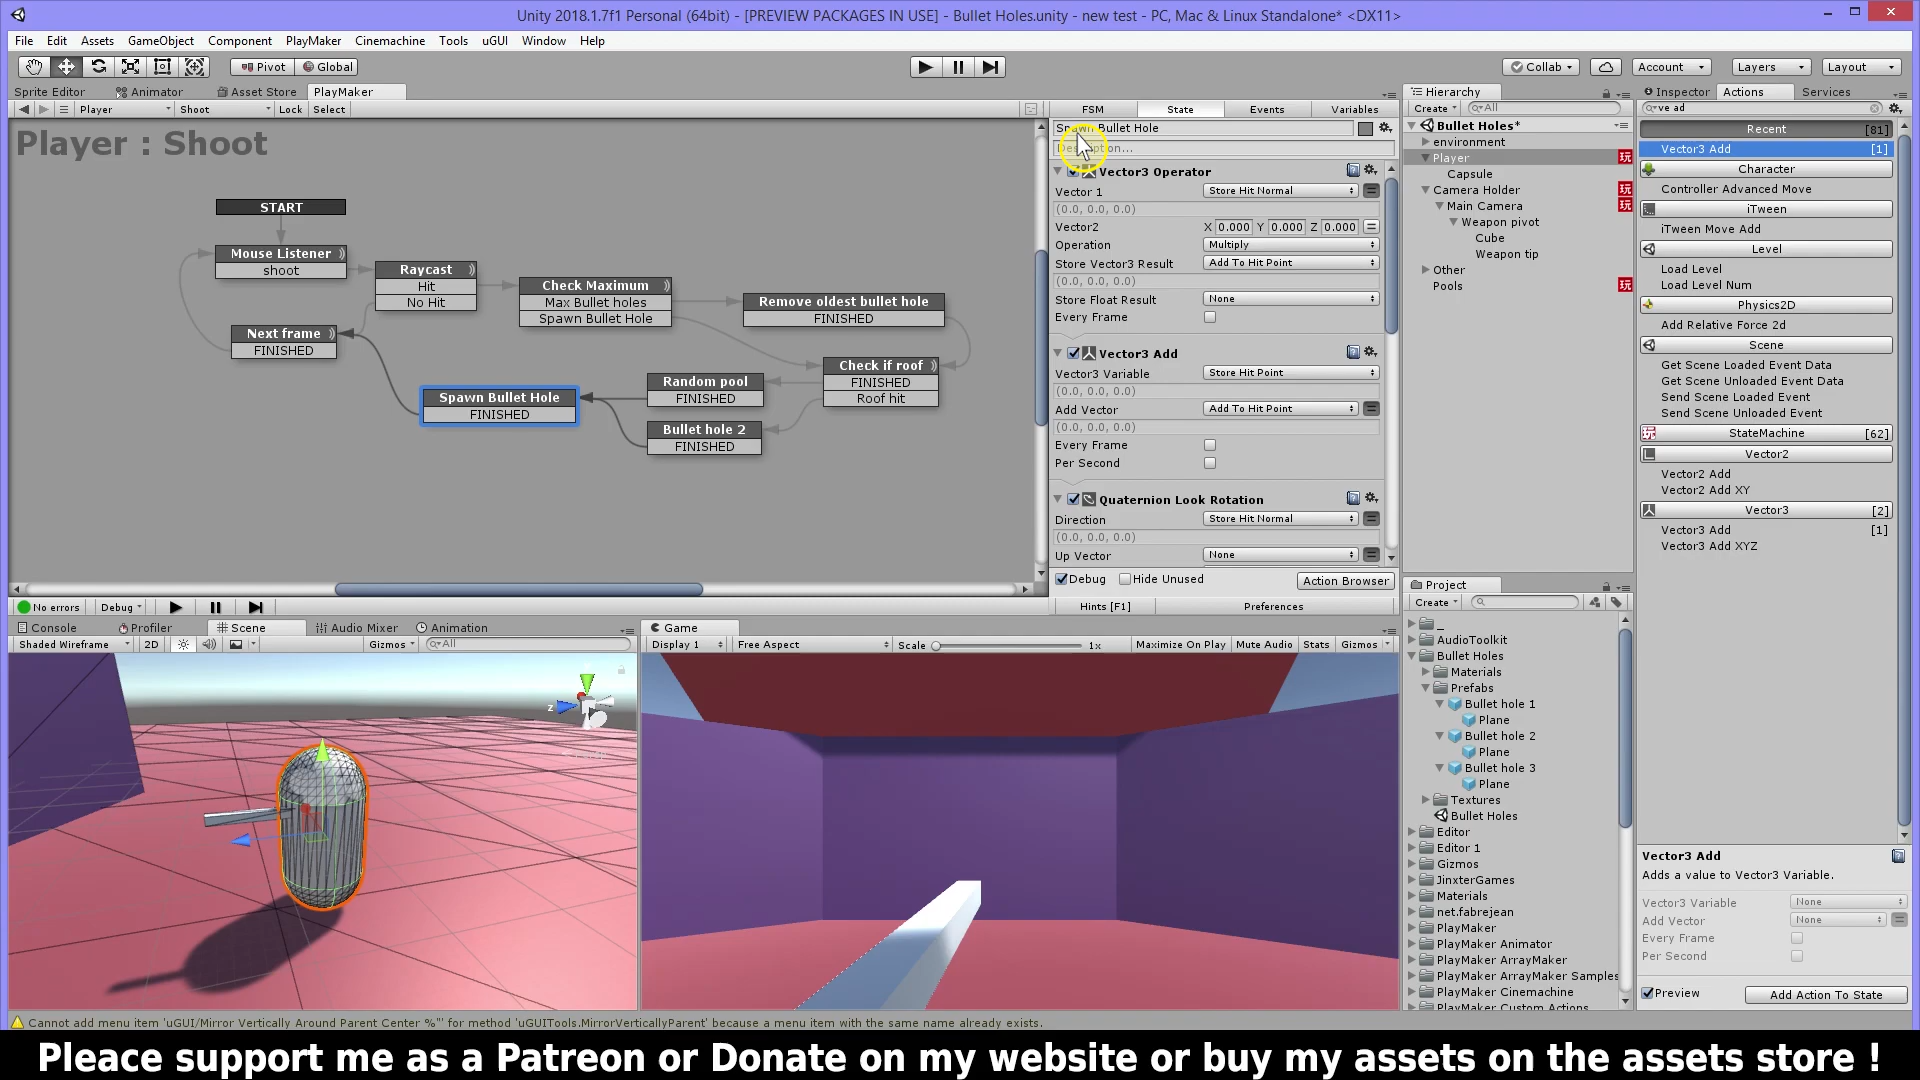 Unity 2018.1.7f1 Personal (64bit) - [PREVIEW PACKAGES IN USE] - Bullet Holes.unity - new test - PC, Mac & Linux Standalone* <DX11>
File Edit Assets GameObject Component PlayMaker Cinemachine Tools uGUI Window Help
Pivot Global Collab Account Layers Layout
Sprite Editor Animator Asset Store PlayMaker
Player Shoot Lock Select
Player : Shoot
START
Mouse Listener
shoot
Raycast
Hit
No Hit
Check Maximum
Max Bullet holes
Spawn Bullet Hole
Remove oldest bullet hole
FINISHED
Next frame
FINISHED
Check if roof
FINISHED
Roof hit
Random pool
FINISHED
Spawn Bullet Hole
FINISHED
Bullet hole 2
FINISHED
No errors Debug
FSM State Events Variables
Spawn Bullet Hole
Vector3 Operator
Vector 1 Store Hit Normal
(0.0, 0.0, 0.0)
Vector2 X 0.000 Y 0.000 Z 0.000
Operation Multiply
Store Vector3 Result Add To Hit Point
(0.0, 0.0, 0.0)
Store Float Result None
Every Frame
Vector3 Add
Vector3 Variable Store Hit Point
(0.0, 0.0, 0.0)
Add Vector Add To Hit Point
(0.0, 0.0, 0.0)
Every Frame
Per Second
Quaternion Look Rotation
Direction Store Hit Normal
(0.0, 0.0, 0.0)
Up Vector None
Debug Hide Unused Action Browser
Hints [F1] Preferences
Hierarchy
Create All
Bullet Holes*
environment
Player
Capsule
Camera Holder
Main Camera
Weapon pivot
Cube
Weapon tip
Other
Pools
Inspector Actions Services
ve ad
Recent [81]
Vector3 Add [1]
Character
Controller Advanced Move
iTween
iTween Move Add
Level
Load Level
Load Level Num
Physics2D
Add Relative Force 2d
Scene
Get Scene Loaded Event Data
Get Scene Unloaded Event Data
Send Scene Loaded Event
Send Scene Unloaded Event
StateMachine [62]
Vector2
Vector2 Add
Vector2 Add XY
Vector3 [2]
Vector3 Add [1]
Vector3 Add XYZ
Console Profiler Scene Audio Mixer Animation
Shaded Wireframe 2D Gizmos All
z
Game
Display 1 Free Aspect Scale 1x Maximize On Play Mute Audio Stats Gizmos
Project
Create
_
AudioToolkit
Bullet Holes
Materials
Prefabs
Bullet hole 1
Plane
Bullet hole 2
Plane
Bullet hole 3
Plane
Textures
Bullet Holes
Editor
Editor 1
Gizmos
JinxterGames
Materials
net.fabrejean
PlayMaker
PlayMaker Animator
PlayMaker ArrayMaker
PlayMaker ArrayMaker Samples
PlayMaker Cinemachine
PlayMaker Custom Actions
Vector3 Add
Adds a value to Vector3 Variable.
Vector3 Variable None
Add Vector None
Every Frame
Per Second
Preview Add Action To State
Cannot add menu item 'uGUI/Mirror Vertically Around Parent Center %"' for method 'uGUITools.MirrorVerticallyParent' because a menu item with the same name already exists.
Pleace support me as a Patreon or Donate on my website or buy my assets on the assets store !